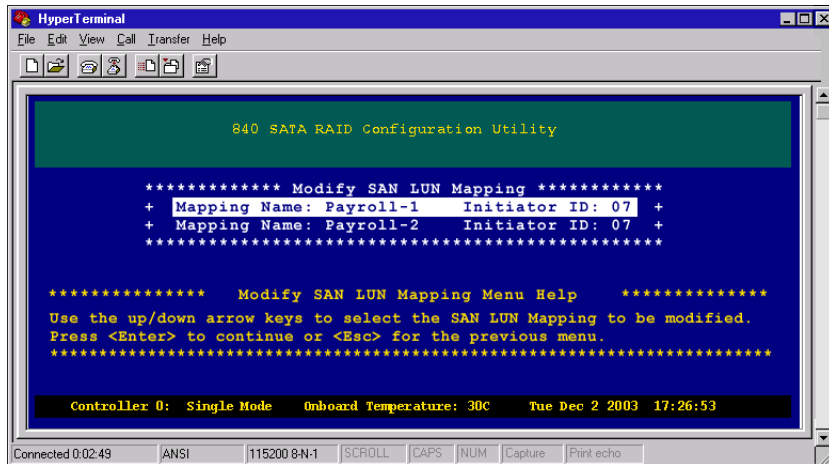 HyperTerminal
File Edit View Call Transfer Help
840 SATA RAID Configuration Utility
************* Modify SAN LUN Mapping ************
+ Mapping Name: Payroll-1 Initiator ID: 07 +
+ Mapping Name: Payroll-2 Initiator ID: 07 +
*************************************************
*************** Modify SAN LUN Mapping Menu Help **************
Use the up/down arrow keys to select the SAN LUN Mapping to be modified.
Press <Enter> to continue or <Esc> for the previous menu.
*********************************************************************
Controller 0: Single Mode Onboard Temperature: 30C Tue Dec 2 2003 17:26:53
Connected 0:02:49 ANSI 115200 8-N-1 SCROLL CAPS NUM Capture Print echo